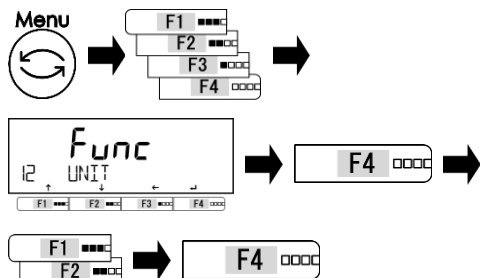 Menu
F1
F2
F3
F4
Func
12 UNIT
↑ ↓ ← ↵
F1 F2 F3 F4
F4
F1
F2
F4